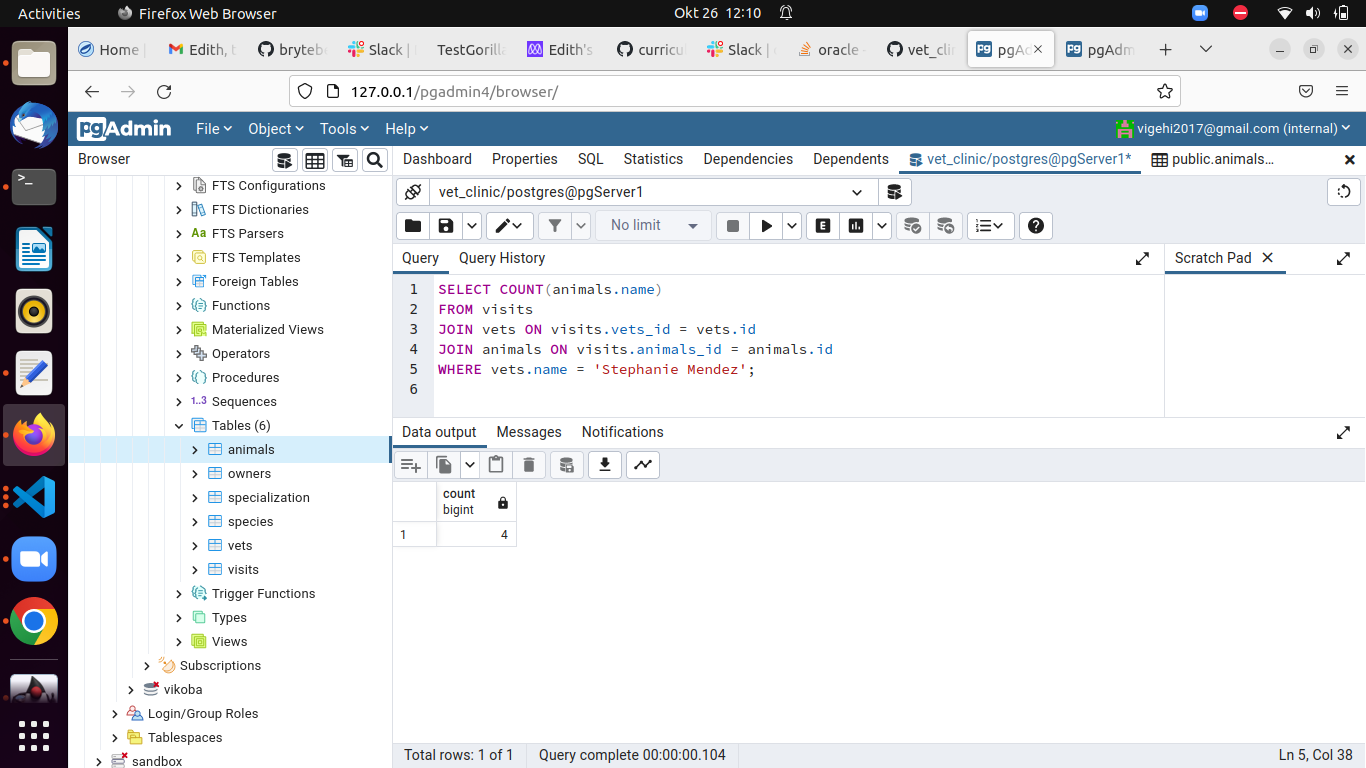 Activities Firefox Web Browser Okt 26 12:10
Home Edith, t bryteb Slack | TestGorilla Edith's curricu Slack | oracle vet_clin pgAd pgAdm
127.0.0.1/pgadmin4/browser/
pgAdmin File Object Tools Help vigehi2017@gmail.com (internal)
Browser
Dashboard Properties SQL Statistics Dependencies Dependents vet_clinic/postgres@pgServer1* public.animals...
vet_clinic/postgres@pgServer1
No limit E
Query Query History Scratch Pad
1 SELECT COUNT(animals.name)
2 FROM visits
3 JOIN vets ON visits.vets_id = vets.id
4 JOIN animals ON visits.animals_id = animals.id
5 WHERE vets.name = 'Stephanie Mendez';
6
Data output Messages Notifications
count
bigint
1 4
Total rows: 1 of 1 Query complete 00:00:00.104 Ln 5, Col 38
FTS Configurations
FTS Dictionaries
Aa FTS Parsers
FTS Templates
Foreign Tables
Functions
Materialized Views
Operators
Procedures
1..3 Sequences
Tables (6)
animals
owners
specialization
species
vets
visits
Trigger Functions
Types
Views
Subscriptions
vikoba
Login/Group Roles
Tablespaces
sandbox